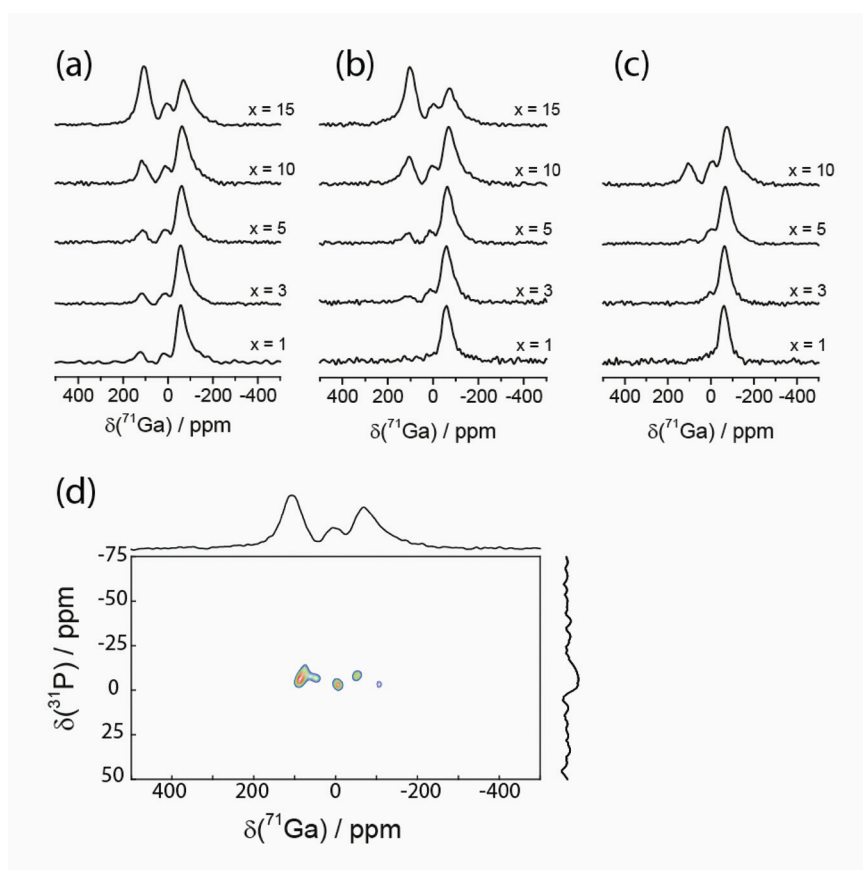 (a)
(b)
(c)
x = 15
x = 15
x = 10
x = 10
x = 10
x = 5
x = 5
x = 5
x = 3
x = 3
x = 3
x = 1
x = 1
x = 1
400 200 0 -200 -400
400 200 0 -200 -400
400 200 0 -200 -400
δ(⁷¹Ga) / ppm
δ(⁷¹Ga) / ppm
δ(⁷¹Ga) / ppm
(d)
-75
-50
-25
0
25
50
δ(³¹P) / ppm
400 200 0 -200 -400
δ(⁷¹Ga) / ppm